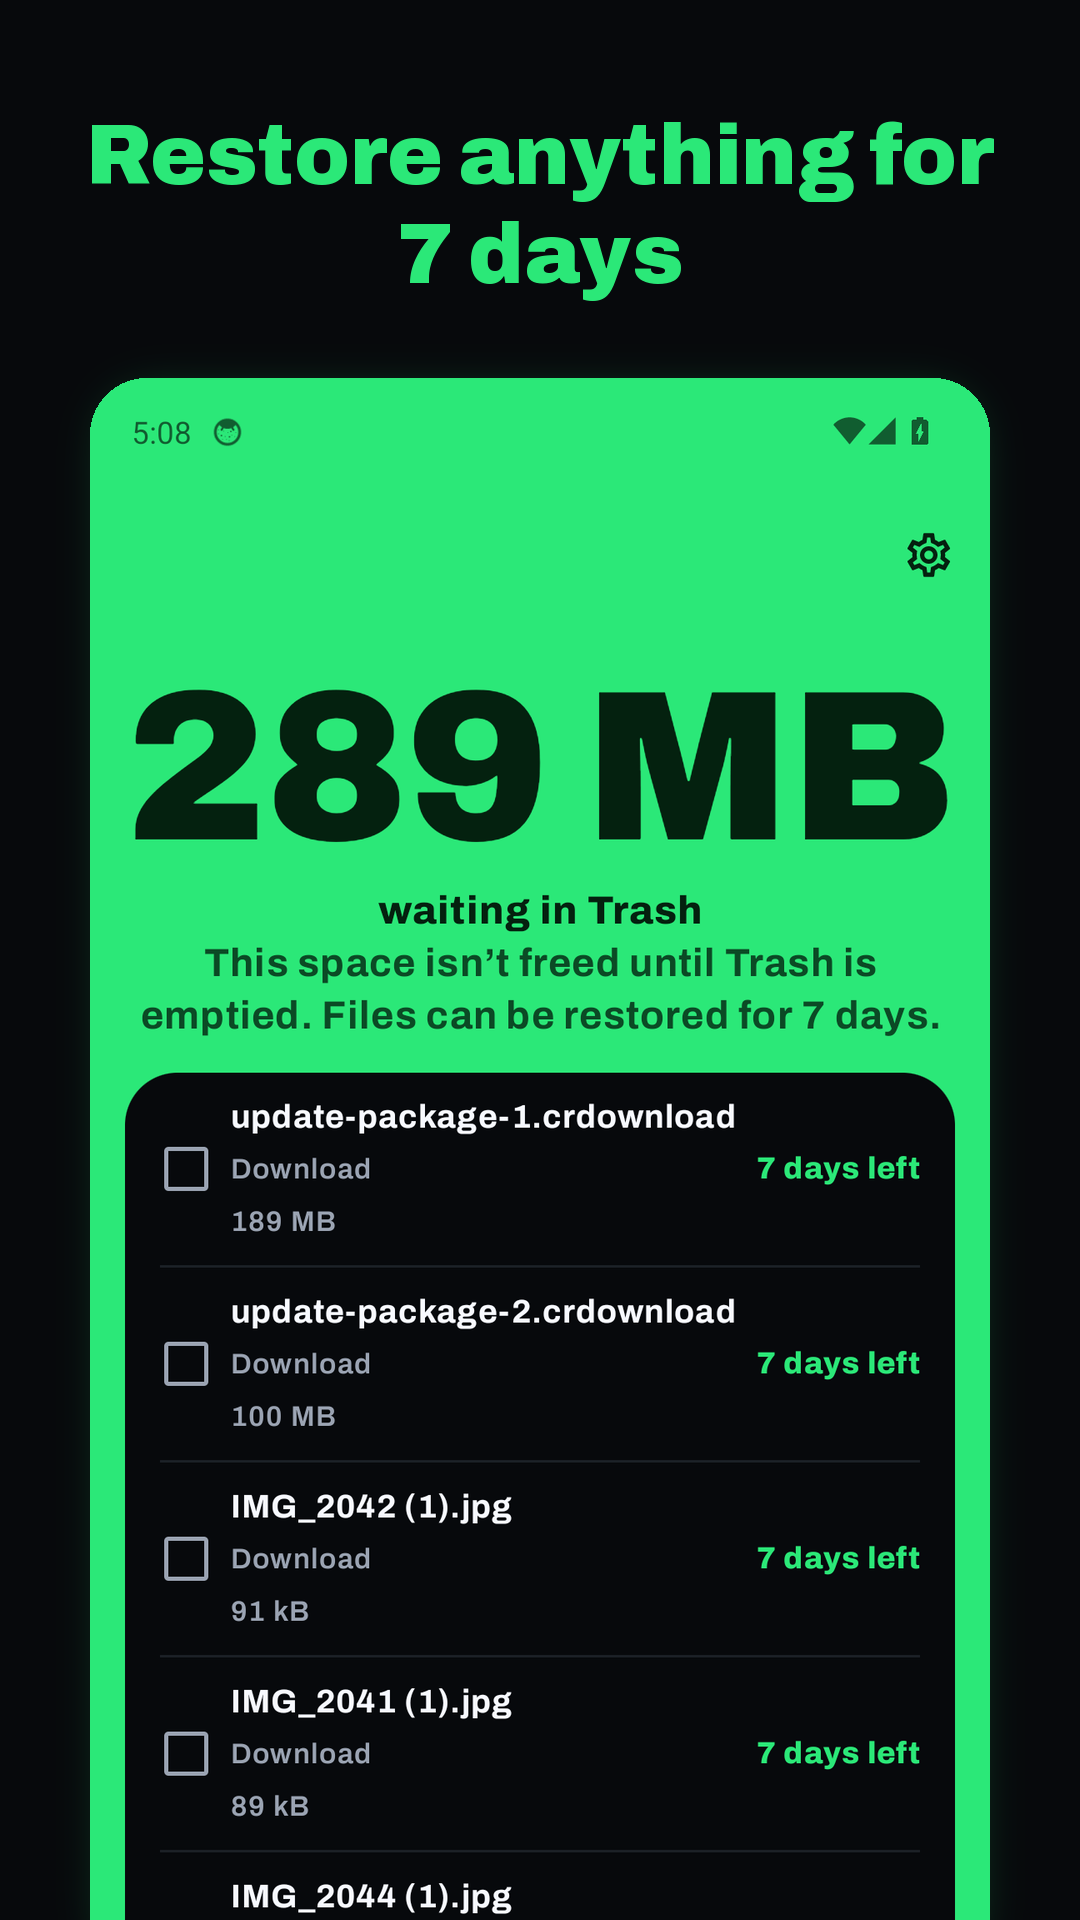 Restore anything for
7 days
5:08
289 MB
waiting in Trash
This space isn’t freed until Trash is
emptied. Files can be restored for 7 days.
update-package-1.crdownload
Download
7 days left
189 MB
update-package-2.crdownload
Download
7 days left
100 MB
IMG_2042 (1).jpg
Download
7 days left
91 kB
IMG_2041 (1).jpg
Download
7 days left
89 kB
IMG_2044 (1).jpg